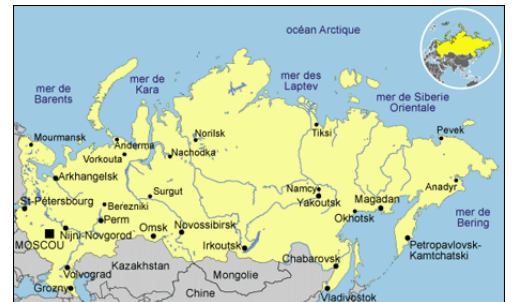 océan Arctique
mer de
Barents
mer de
Kara
mer des
Laptev
mer de Siberie
Orientale
Mourmansk
Anderma
Norilsk
Tiksi
Pevek
Vorkouta
Nachodka
Arkhangelsk
Surgut
Namcy
Yakoutsk
Magadan
Anadyr
St-Pétersbourg
Berezniki
Perm
Okhotsk
mer de
Bering
Nijni-Novgorod
Omsk
Novossibirsk
Irkoutsk
MOSCOU
Petropavlovsk-
Kamtchatski
Volvograd
Kazakhstan
Chabarovsk
Mongolie
Grozny
Chine
Vladivostok